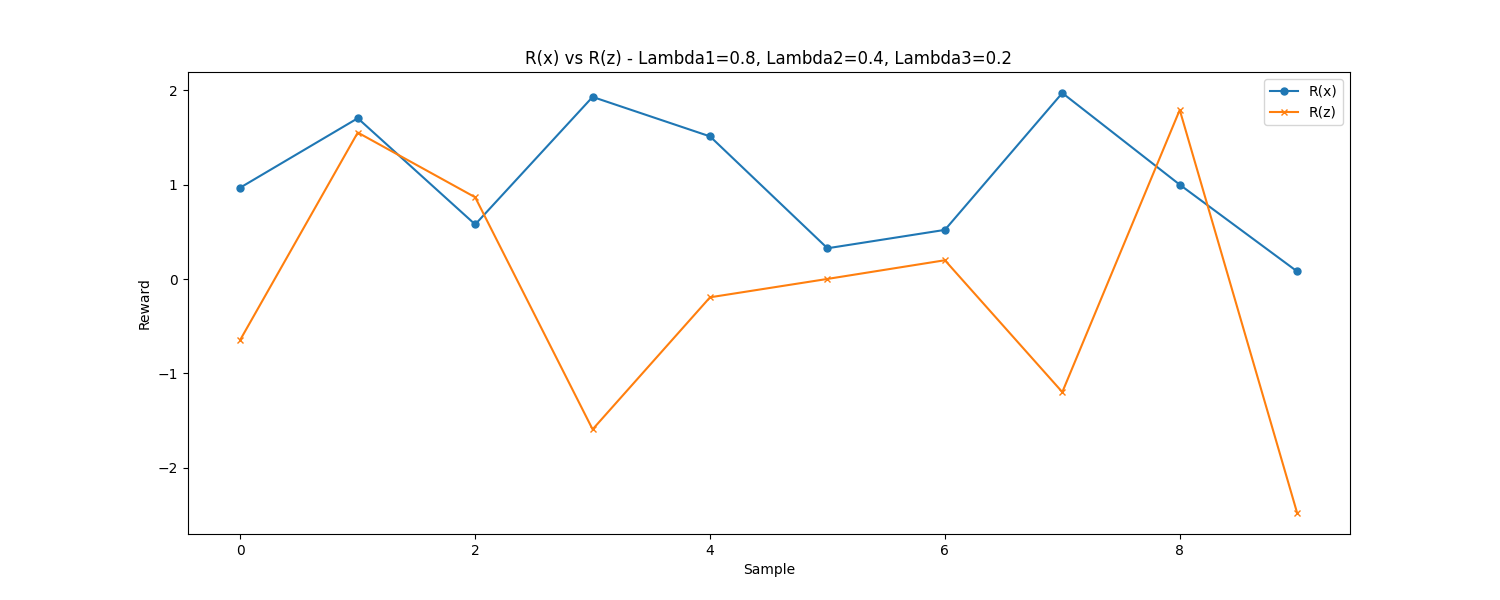 R(x) vs R(z) - Lambda1=0.8, Lambda2=0.4, Lambda3=0.2
R(x)
R(z)
2
1
0
−1
−2
Reward
0 2 4 6 8
Sample